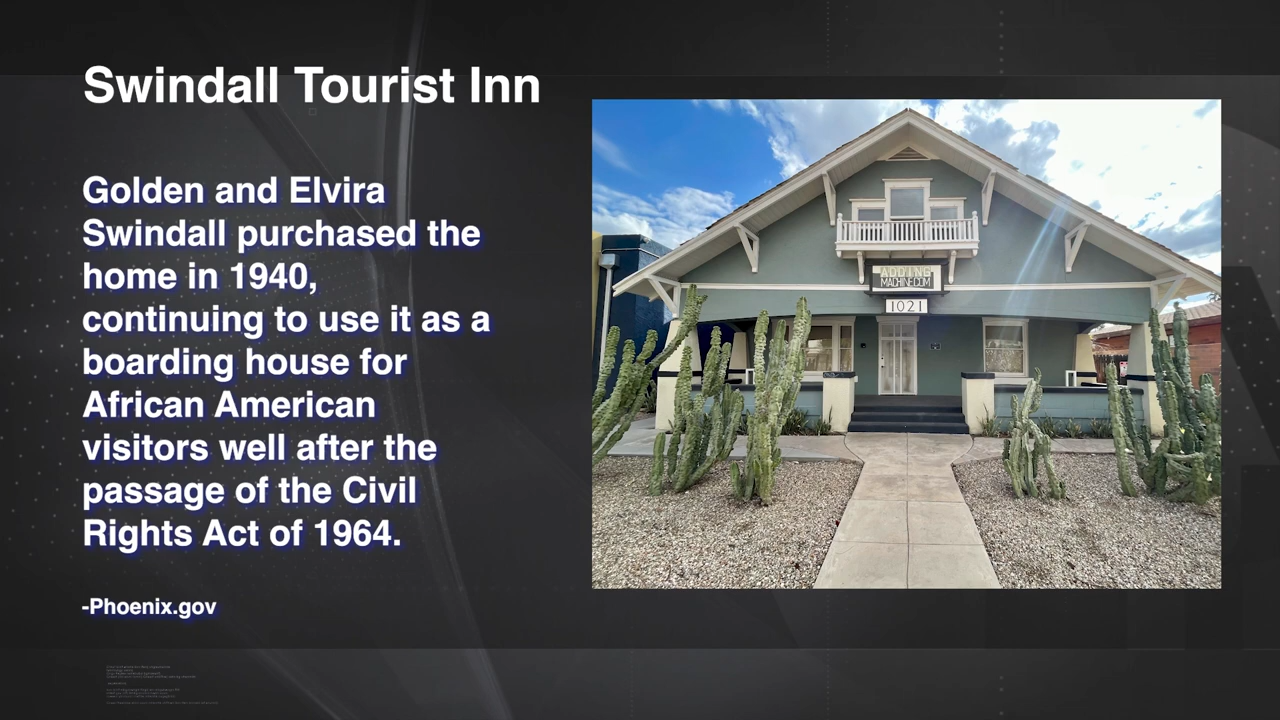 Swindall Tourist Inn
Golden and Elvira
Swindall purchased the
home in 1940,
continuing to use it as a
boarding house for
African American
visitors well after the
passage of the Civil
Rights Act of 1964.
-Phoenix.gov
ADDING
MACHINE.COM
1021